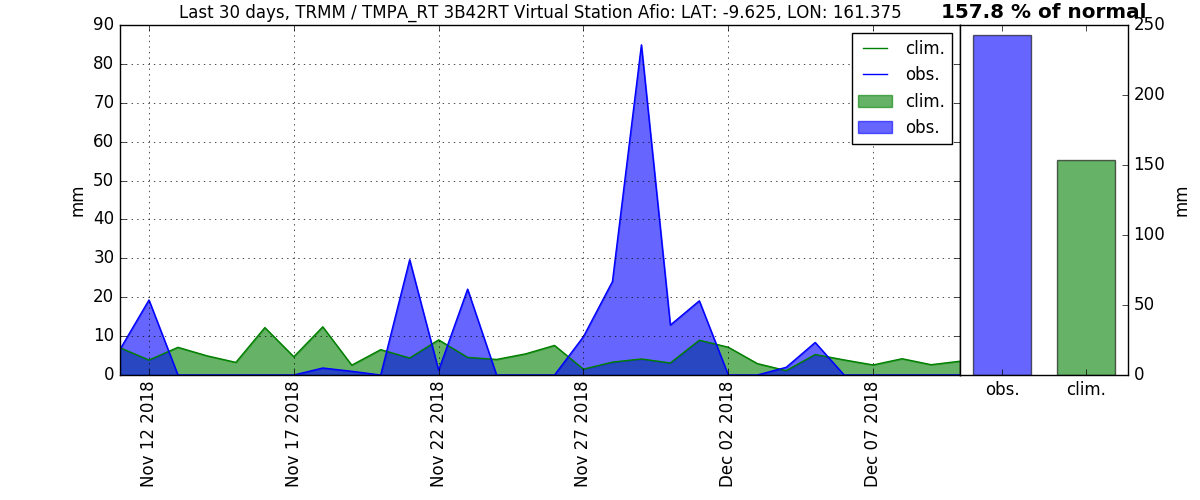 Last 30 days, TRMM / TMPA_RT 3B42RT Virtual Station Afio: LAT: -9.625, LON: 161.375
157.8 % of normal
90
80
70
60
50
40
30
20
10
0
mm
clim.
obs.
clim.
obs.
250
200
150
100
50
0
mm
Nov 12 2018
Nov 17 2018
Nov 22 2018
Nov 27 2018
Dec 02 2018
Dec 07 2018
obs.
clim.